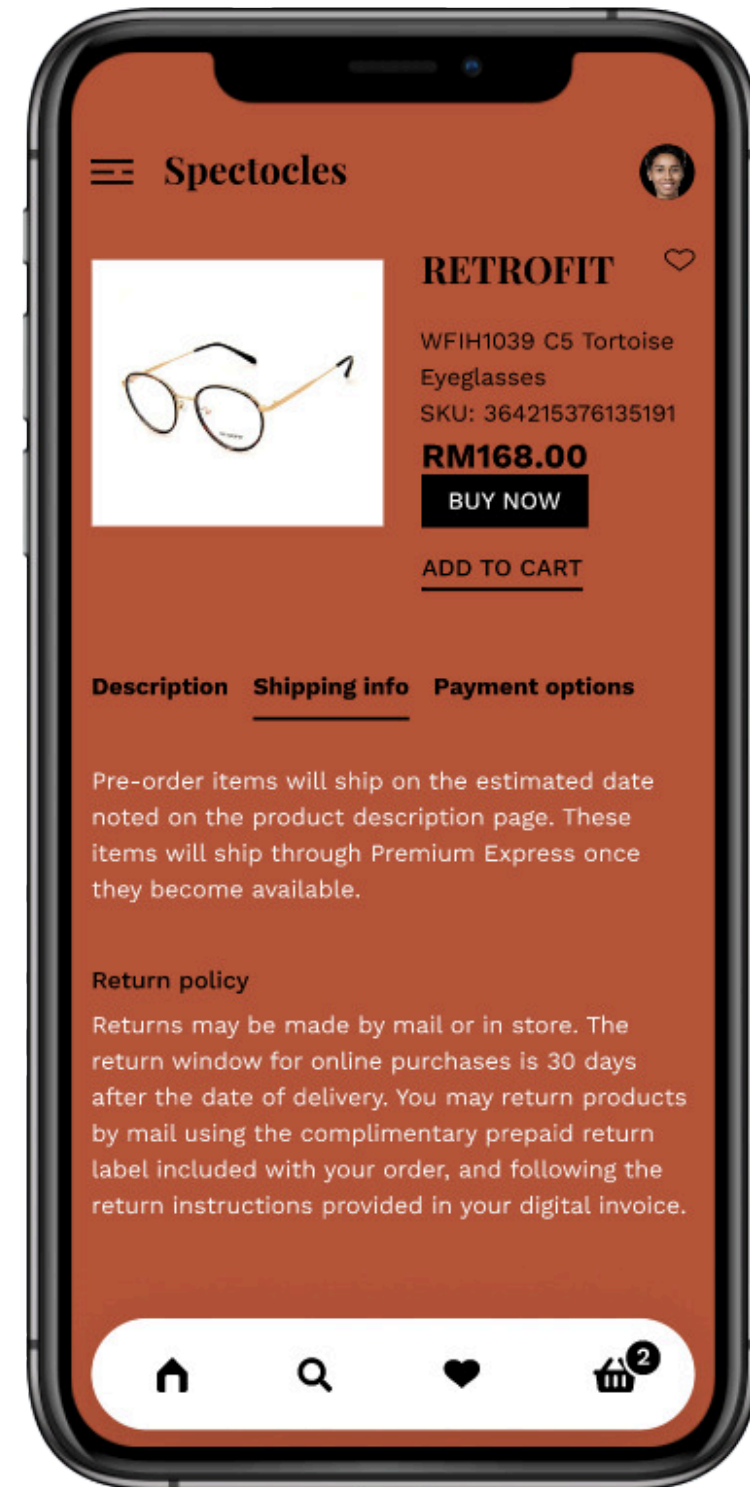 Spectocles
RETROFIT
WFIH1039 C5 Tortoise
Eyeglasses
SKU: 364215376135191
RM168.00
BUY NOW
ADD TO CART
Description Shipping info Payment options
Pre-order items will ship on the estimated date
noted on the product description page. These
items will ship through Premium Express once
they become available.
Return policy
Returns may be made by mail or in store. The
return window for online purchases is 30 days
after the date of delivery. You may return products
by mail using the complimentary prepaid return
label included with your order, and following the
return instructions provided in your digital invoice.
2